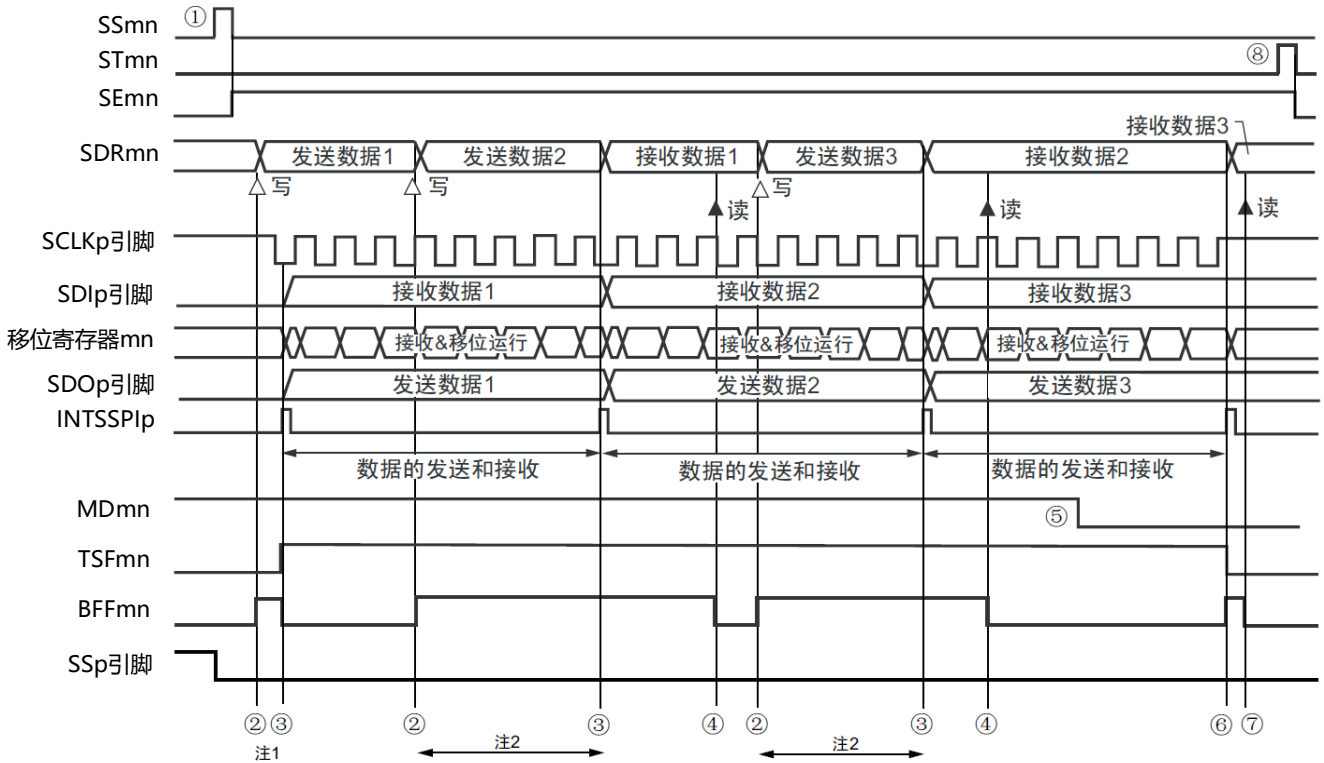 ① SSmn
STmn ⑧
SEmn
接收数据3
SDRmn 发送数据1 发送数据2 接收数据1 发送数据3 接收数据2
△写 △写 △写
▲读 ▲读 ▲读
SCLKp引脚
SDIp引脚 接收数据1 接收数据2 接收数据3
移位寄存器mn 接收&移位运行 接收&移位运行 接收&移位运行
SDOp引脚 发送数据1 发送数据2 发送数据3
INTSSPIp
数据的发送和接收 数据的发送和接收 数据的发送和接收
MDmn ⑤
TSFmn
BFFmn
SSp引脚
② ③ ② ③ ④ ② ③ ④ ⑥ ⑦
注1 注2 注2